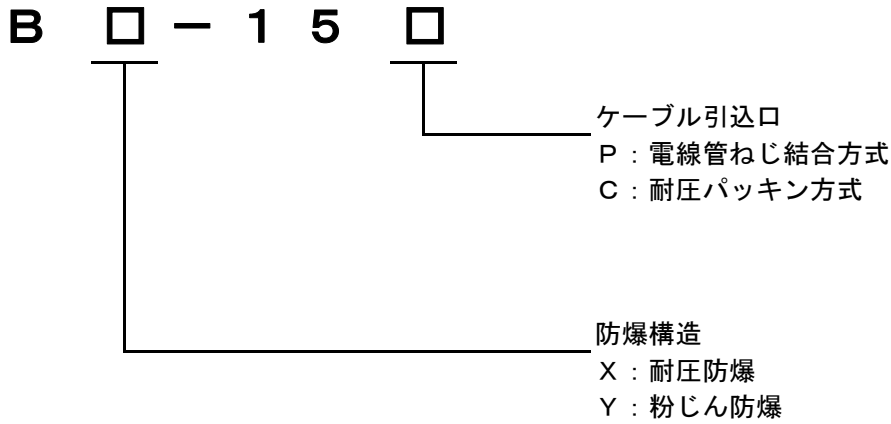 B □ － 1 5 □
ケーブル引込口
P：電線管ねじ結合方式
C：耐圧パッキン方式
防爆構造
X：耐圧防爆
Y：粉じん防爆